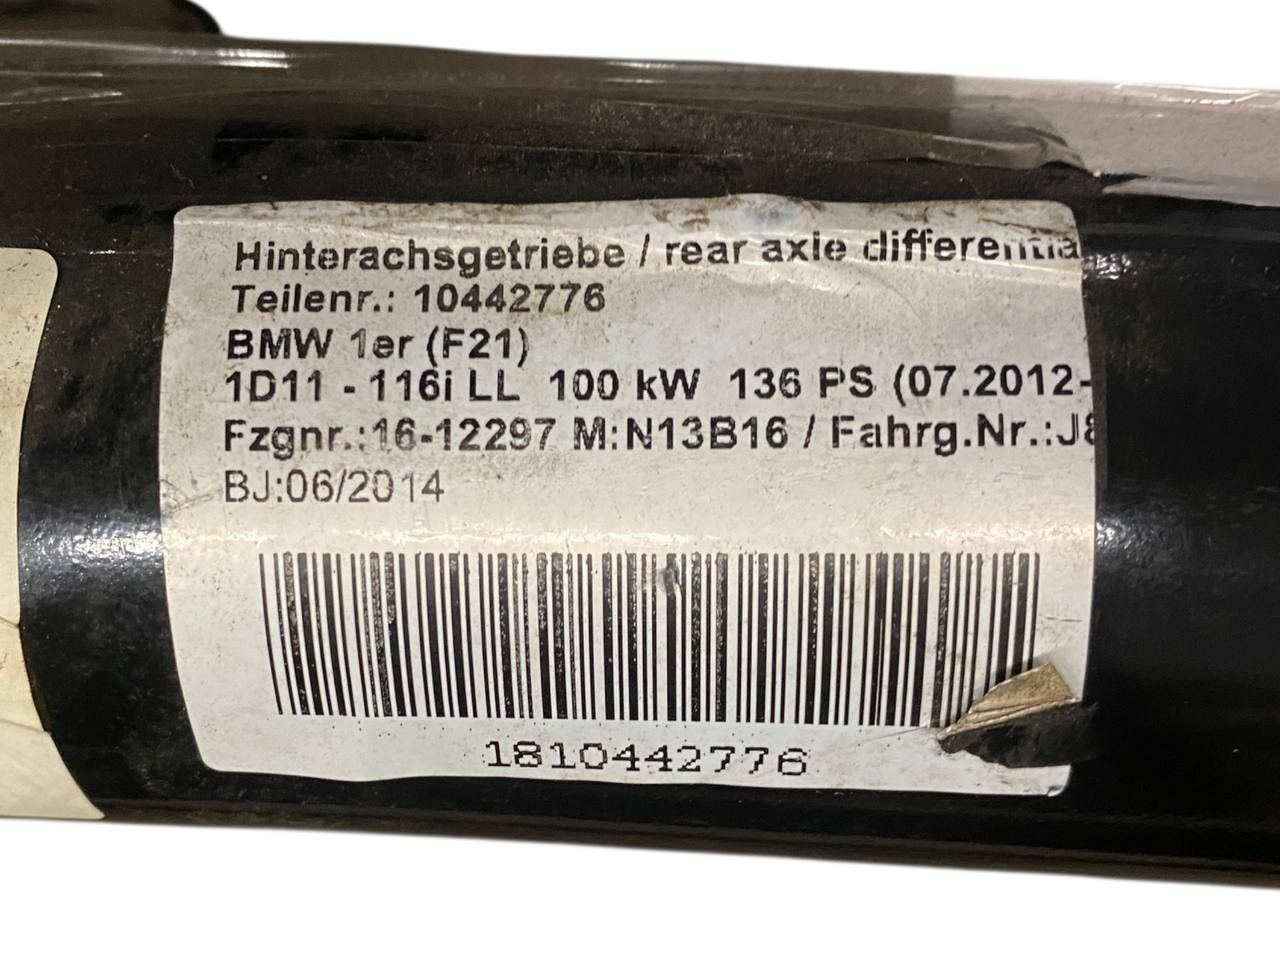 Hinterachsgetriebe / rear axle differentia
Teilenr.: 10442776
BMW 1er (F21)
1D11 - 116i LL 100 kW 136 PS (07.2012-
Fzgnr.:16-12297 M:N13B16 / Fahrg.Nr.:J8
BJ:06/2014
1810442776